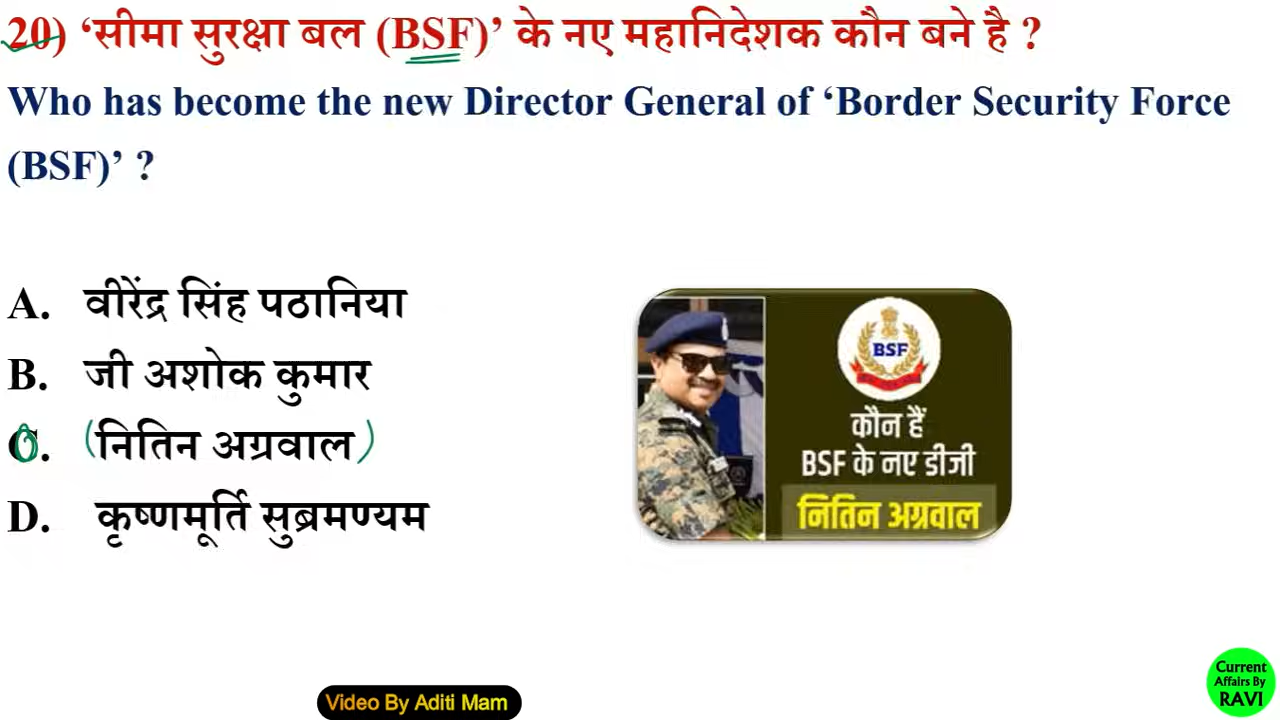 20) ‘सीमा सुरक्षा बल (BSF)’ के नए महानिदेशक कौन बने है ?
Who has become the new Director General of ‘Border Security Force
(BSF)’ ?
A. वीरेंद्र सिंह पठानिया
B. जी अशोक कुमार
C. (नितिन अग्रवाल)
D. कृष्णमूर्ति सुब्रमण्यम
BSF
कौन हैं
BSF के नए डीजी
नितिन अग्रवाल
Video By Aditi Mam
Current
Affairs By
RAVI